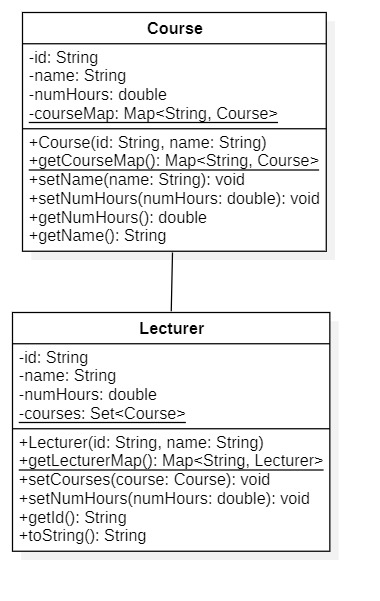 Course
-id: String
-name: String
-numHours: double
-courseMap: Map<String, Course>
+Course(id: String, name: String)
+getCourseMap(): Map<String, Course>
+setName(name: String): void
+setNumHours(numHours: double): void
+getNumHours(): double
+getName(): String
Lecturer
-id: String
-name: String
-numHours: double
-courses: Set<Course>
+Lecturer(id: String, name: String)
+getLecturerMap(): Map<String, Lecturer>
+setCourses(course: Course): void
+setNumHours(numHours: double): void
+getId(): String
+toString(): String